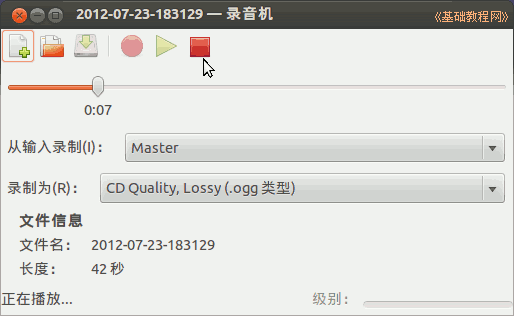 2012-07-23-183129 — 录音机
《基础教程网》
0:07
从输入录制(I)： Master
录制为(R)： CD Quality, Lossy (.ogg 类型)
文件信息
文件名： 2012-07-23-183129
长度： 42 秒
正在播放... 级别：